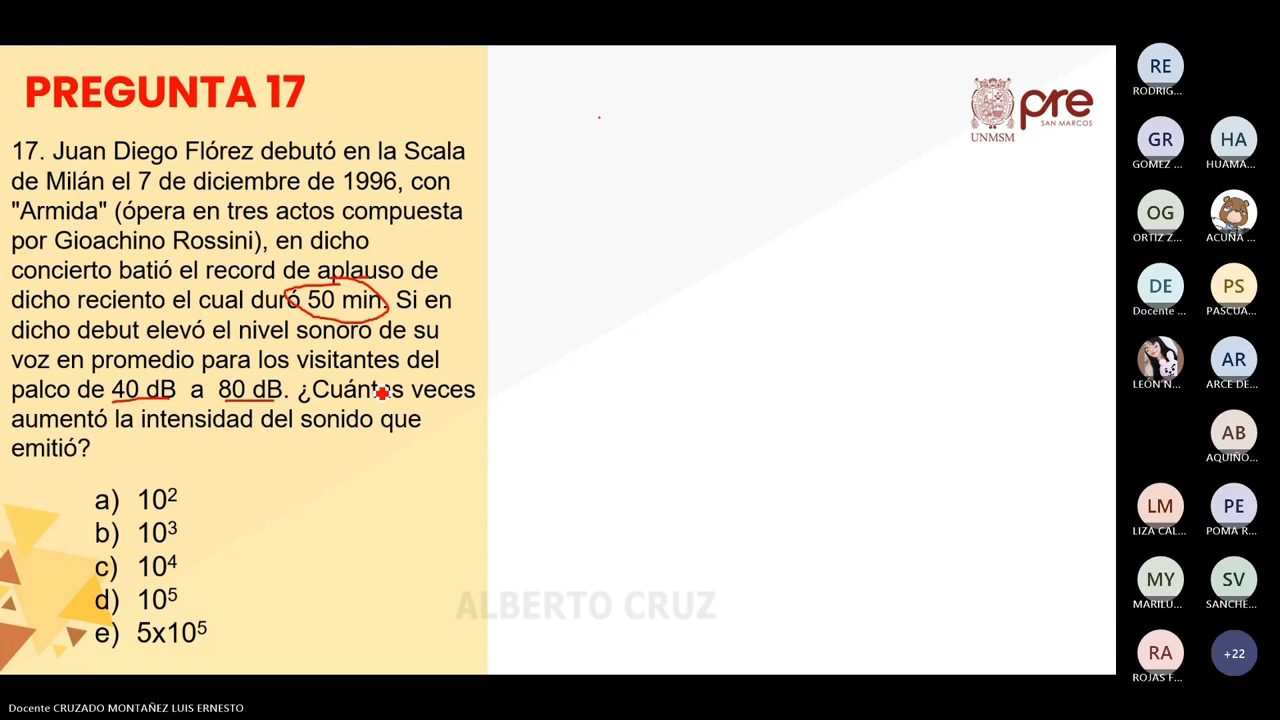 PREGUNTA 17
17. Juan Diego Flórez debutó en la Scala
de Milán el 7 de diciembre de 1996, con
"Armida" (ópera en tres actos compuesta
por Gioachino Rossini), en dicho
concierto batió el record de aplauso de
dicho reciento el cual duró 50 min. Si en
dicho debut elevó el nivel sonoro de su
voz en promedio para los visitantes del
palco de 40 dB a 80 dB. ¿Cuántas veces
aumentó la intensidad del sonido que
emitió?
a) 10²
b) 10³
c) 10⁴
d) 10⁵
e) 5x10⁵
UNMSM
pre
SAN MARCOS
ALBERTO CRUZ
RE
RODRIG...
GR
GOMEZ ...
HA
HUAMA...
OG
ORTIZ Z...
ACUÑA ...
DE
Docente ...
PS
PASCUA...
LEÓN N...
AR
ARCE DE...
AB
AQUIÑO...
LM
LIZA CAL...
PE
POMA R...
MY
MARILU...
SV
SANCHE...
RA
ROJAS F...
+22
Docente CRUZADO MONTAÑEZ LUIS ERNESTO